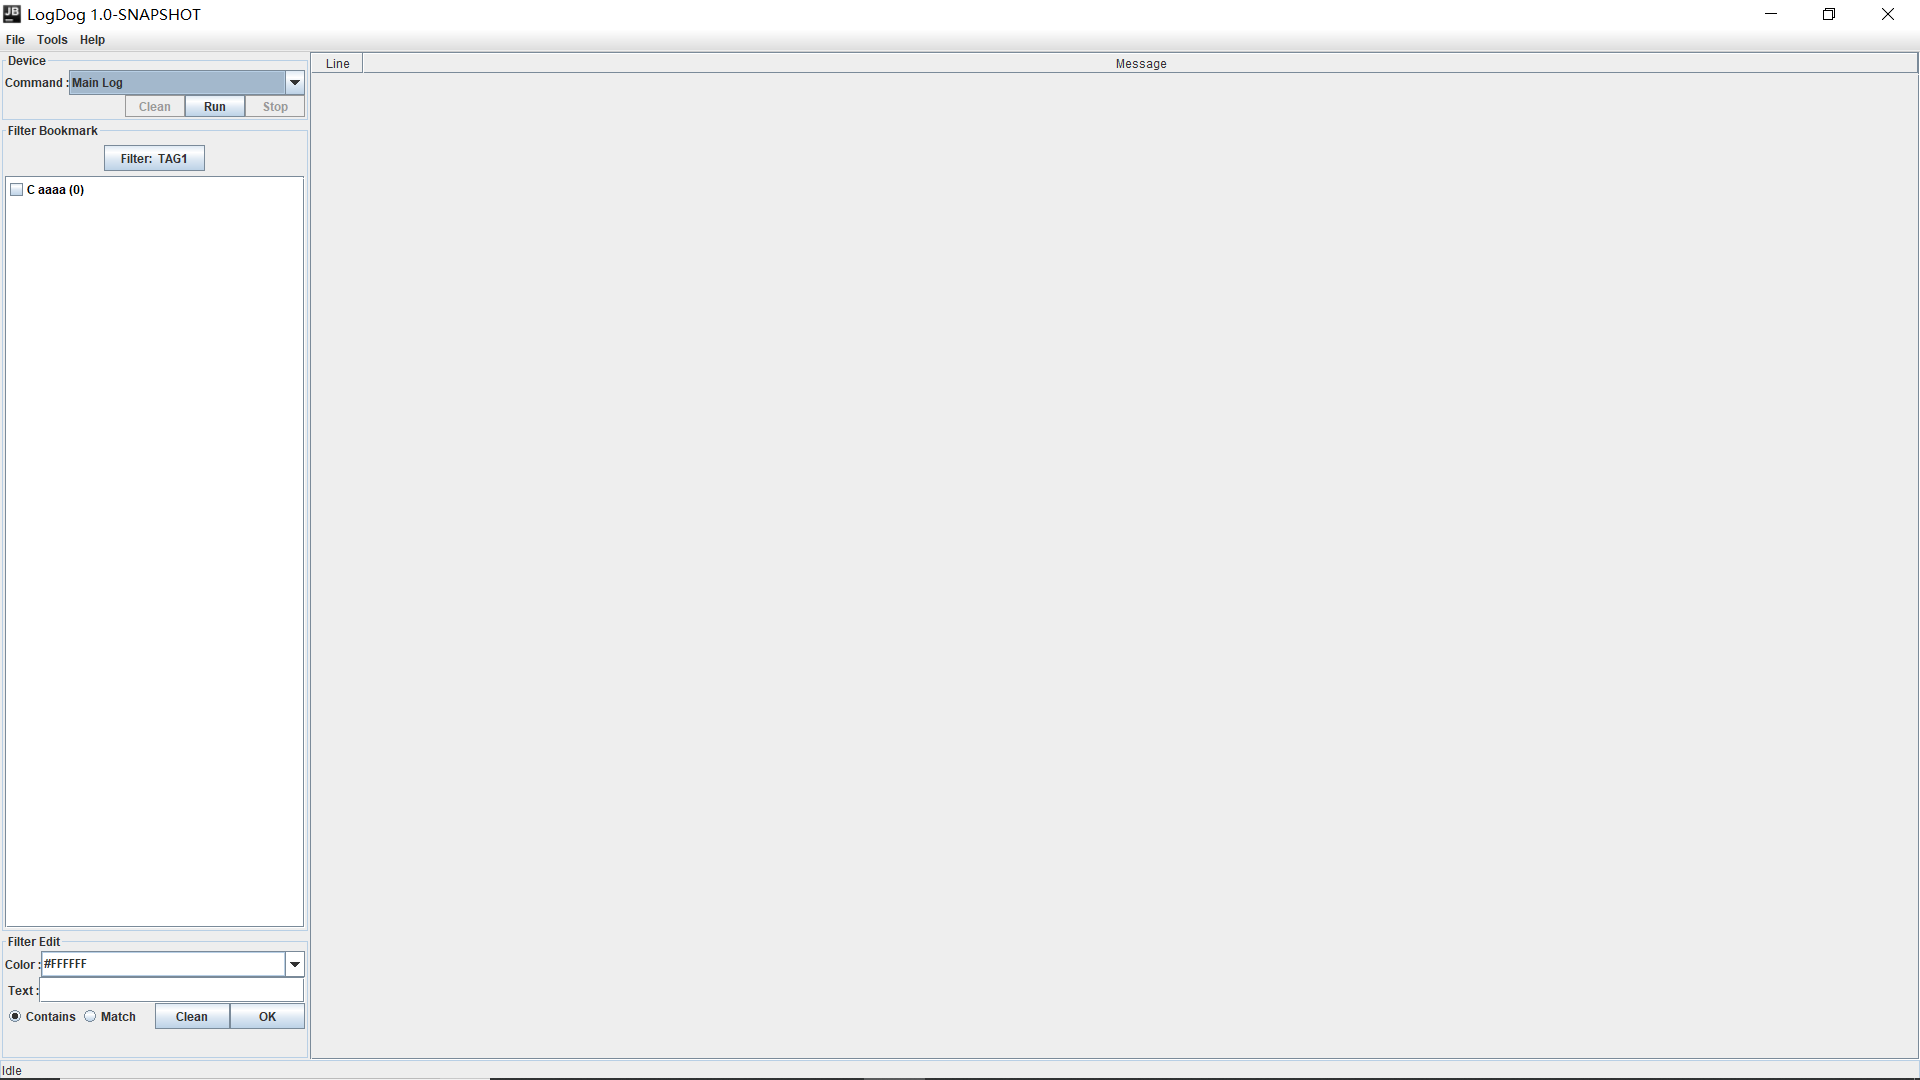 JB LogDog 1.0-SNAPSHOT
File Tools Help
Device
Command : Main Log
Clean Run Stop
Filter Bookmark
Filter: TAG1
C aaaa (0)
Filter Edit
Color : #FFFFFF
Text :
Contains Match Clean OK
Line Message
Idle